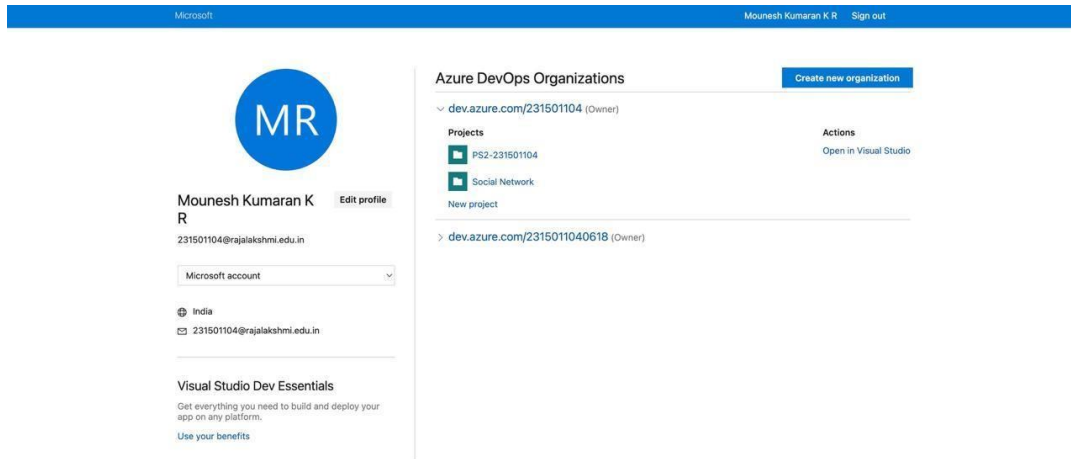 Microsoft
Mounesh Kumaran K R Sign out
MR
Mounesh Kumaran K
R
Edit profile
231501104@rajalakshmi.edu.in
Microsoft account
India
231501104@rajalakshmi.edu.in
Visual Studio Dev Essentials
Get everything you need to build and deploy your
app on any platform.
Use your benefits
Azure DevOps Organizations
Create new organization
dev.azure.com/231501104 (Owner)
Projects
Actions
PS2-231501104
Open in Visual Studio
Social Network
New project
dev.azure.com/2315011040618 (Owner)